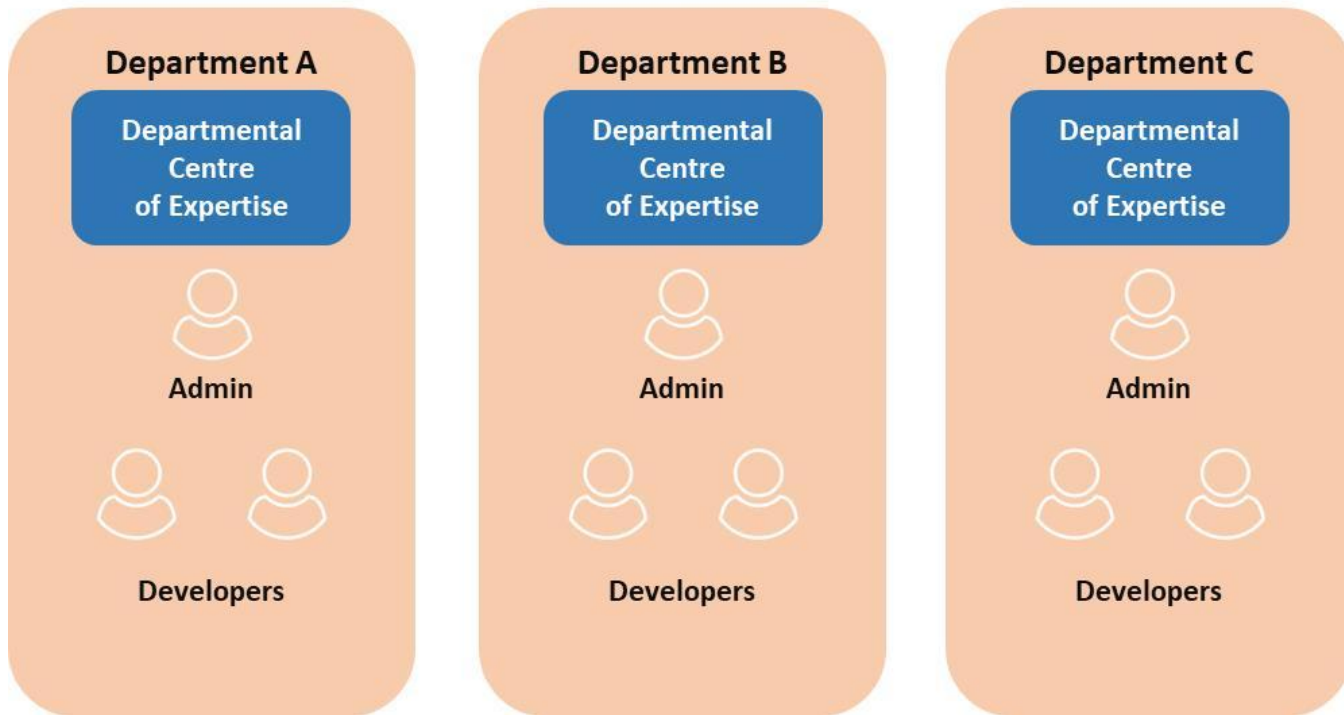 Department A
Departmental
Centre
of Expertise
Admin
Developers
Department B
Departmental
Centre
of Expertise
Admin
Developers
Department C
Departmental
Centre
of Expertise
Admin
Developers